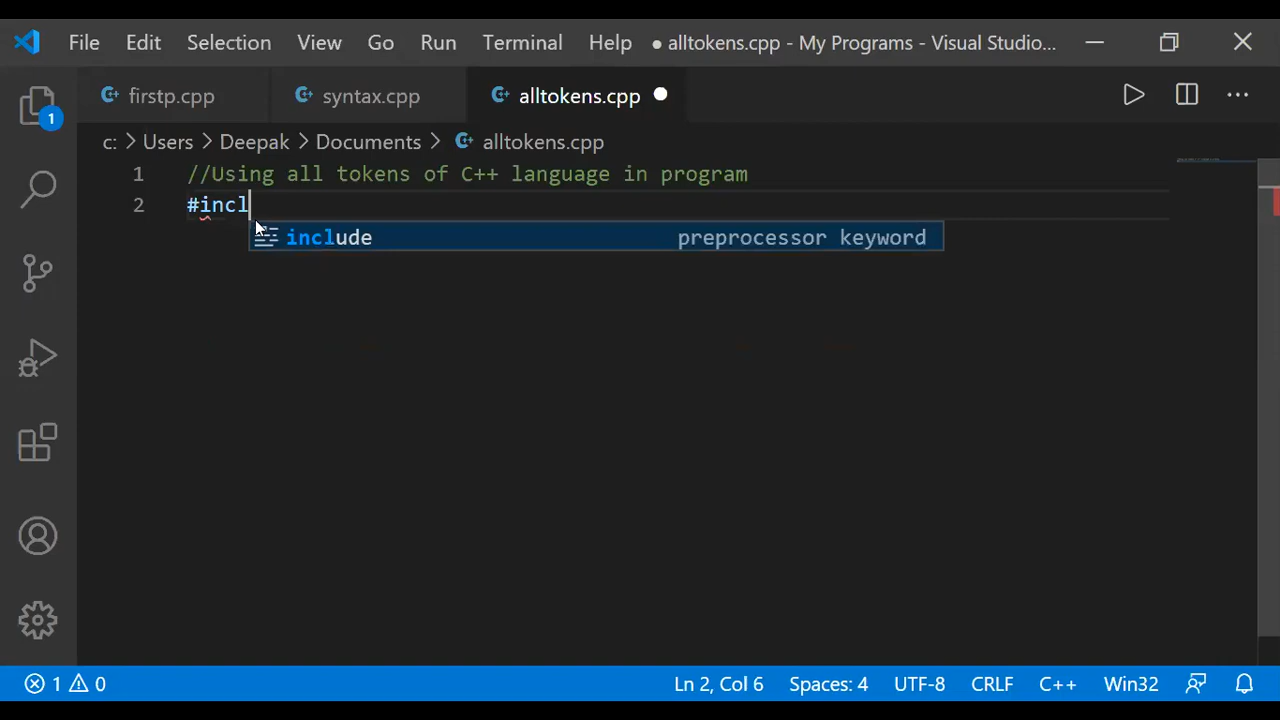 File Edit Selection View Go Run Terminal Help ● alltokens.cpp - My Programs - Visual Studio...
firstp.cpp syntax.cpp alltokens.cpp
c: > Users > Deepak > Documents > alltokens.cpp
1 //Using all tokens of C++ language in program
2 #incl
include preprocessor keyword
1
1 0 Ln 2, Col 6 Spaces: 4 UTF-8 CRLF C++ Win32